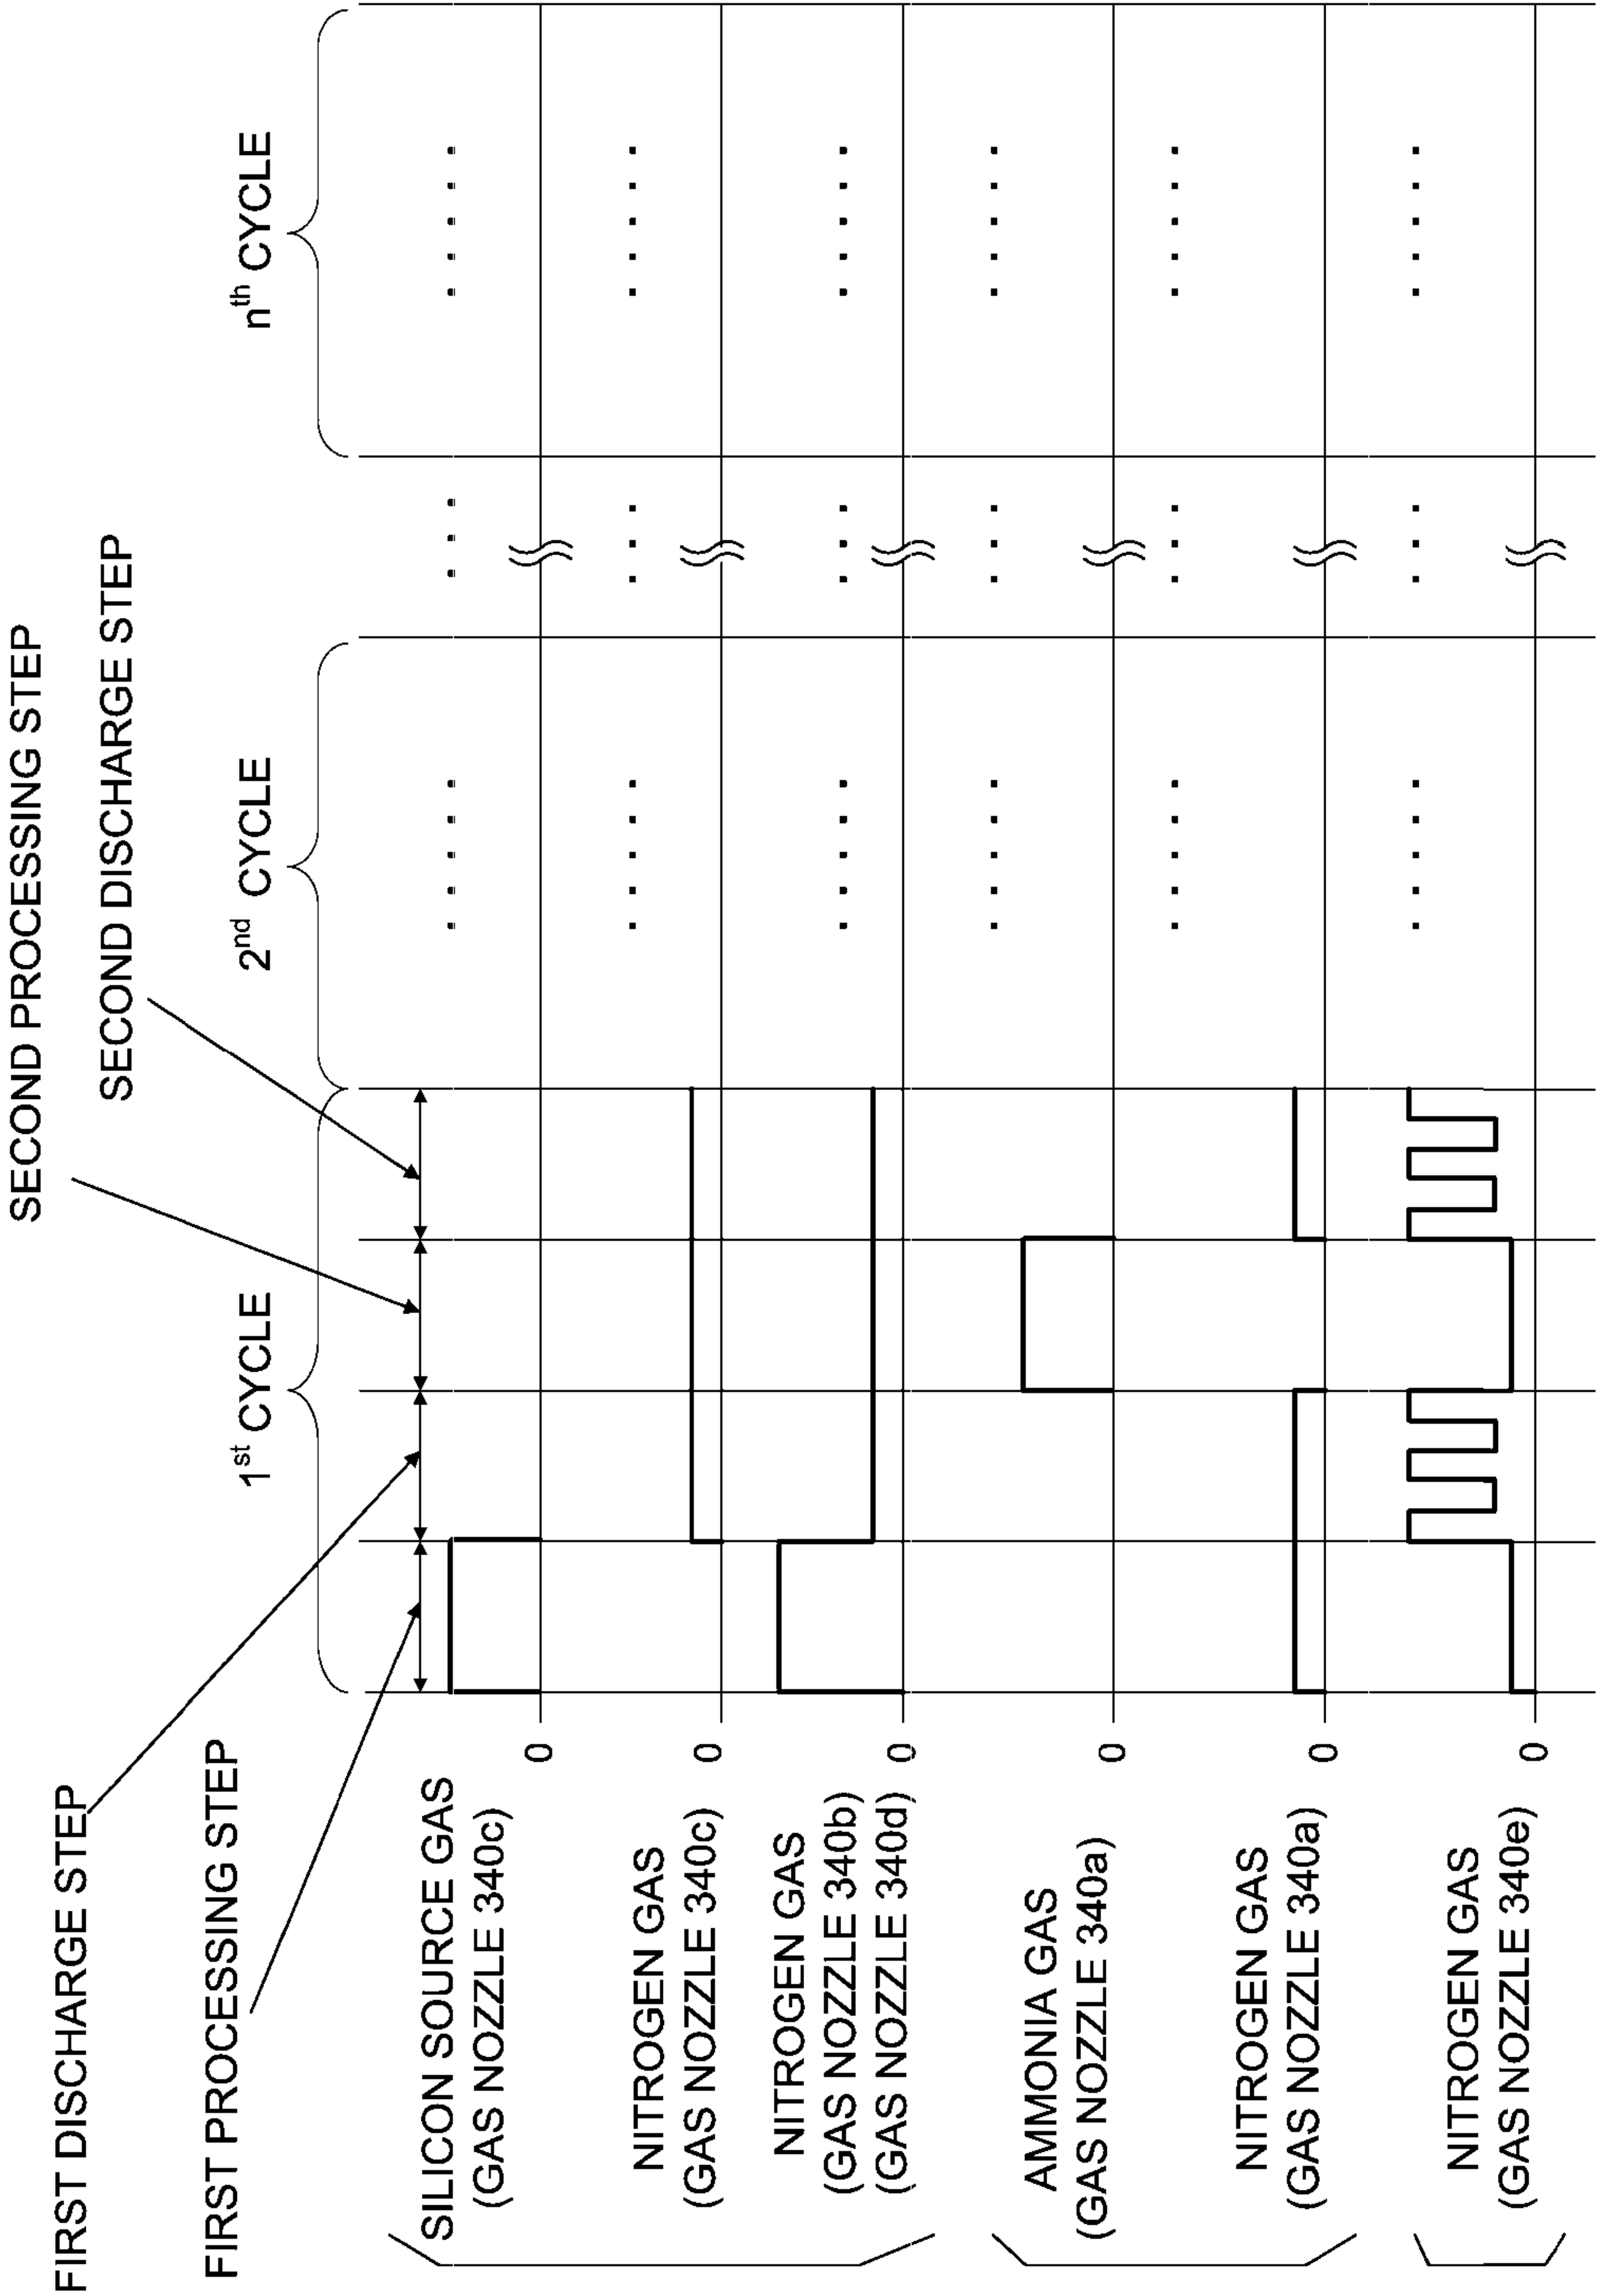 SECOND PROCESSING STEP
FIRST DISCHARGE STEP
SECOND DISCHARGE STEP
FIRST PROCESSING STEP
1st CYCLE
2nd CYCLE
nth CYCLE
SILICON SOURCE GAS
(GAS NOZZLE 340c)
0
NITROGEN GAS
(GAS NOZZLE 340c)
0
NITROGEN GAS
(GAS NOZZLE 340b)
(GAS NOZZLE 340d)
0
AMMONIA GAS
(GAS NOZZLE 340a)
0
NITROGEN GAS
(GAS NOZZLE 340a)
0
NITROGEN GAS
(GAS NOZZLE 340e)
0